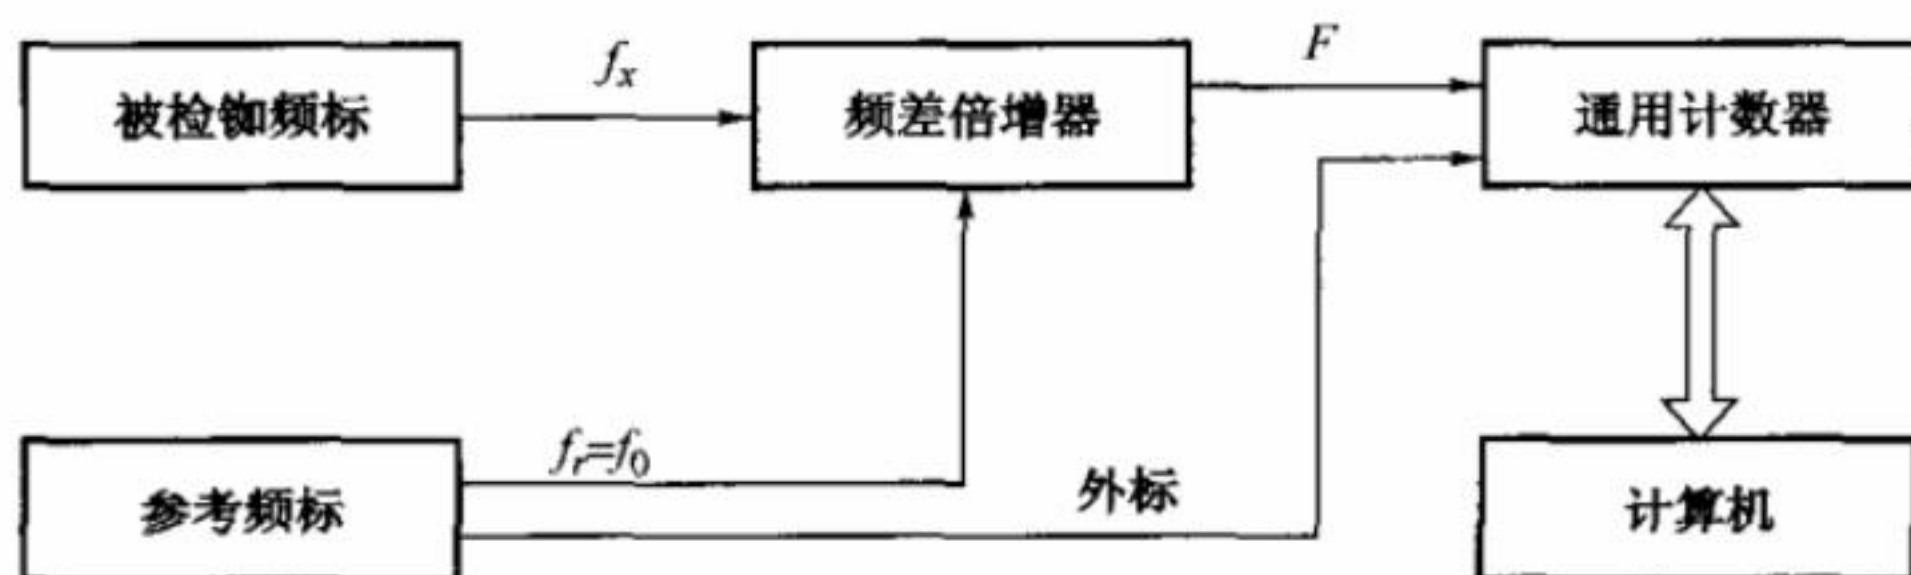 被检铷频标
f_x
频差倍增器
F
通用计数器
参考频标
f_r=f_0
外标
计算机